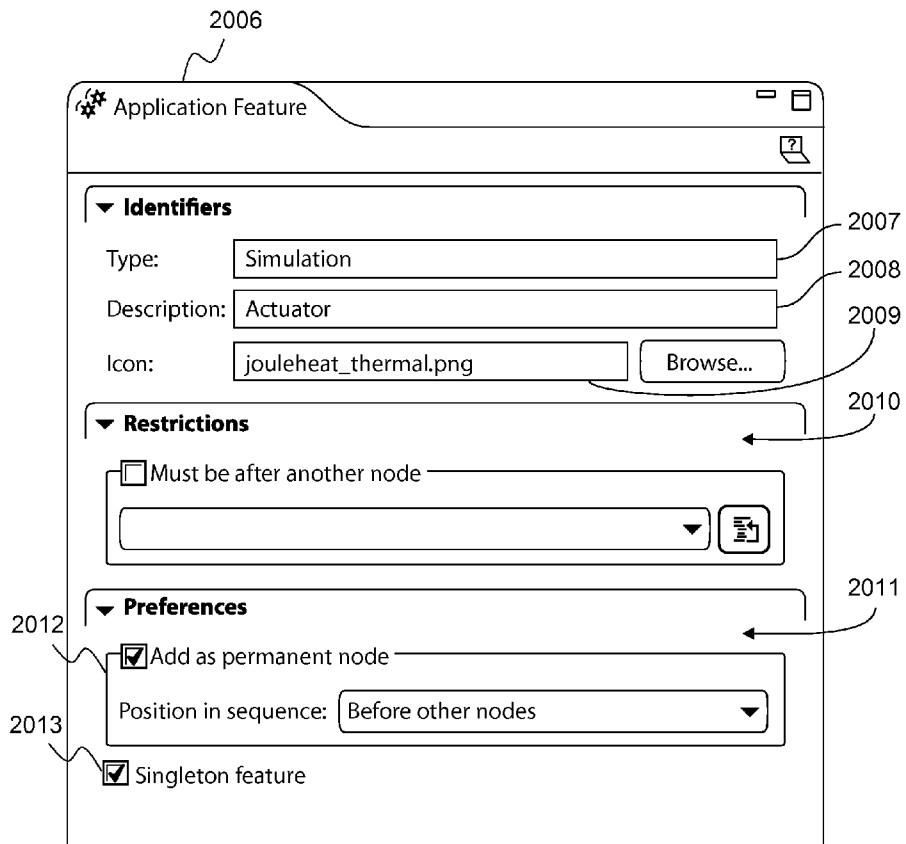 2006
Application Feature
?
Identifiers
2007
Type: Simulation
2008
Description: Actuator
2009
Icon: jouleheat_thermal.png Browse...
2010
Restrictions
Must be after another node
2011
Preferences
2012
Add as permanent node
Position in sequence: Before other nodes
2013
Singleton feature